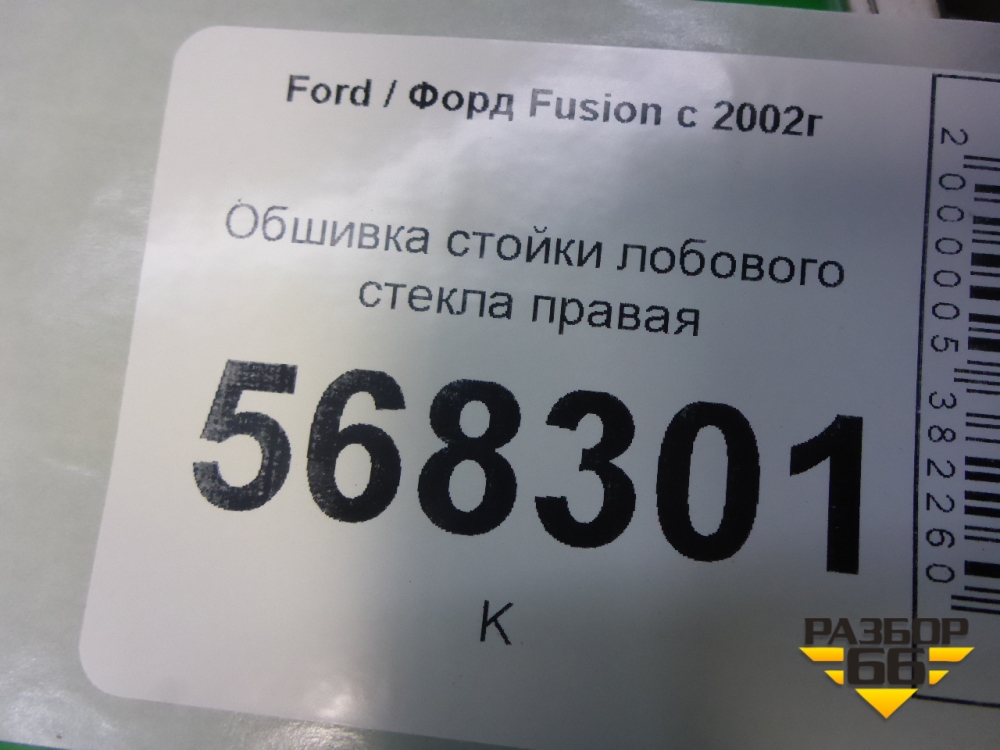 Ford / Форд Fusion с 2002г
Обшивка стойки лобового
стекла правая
568301
К
2000005382260
РАЗБОР
66